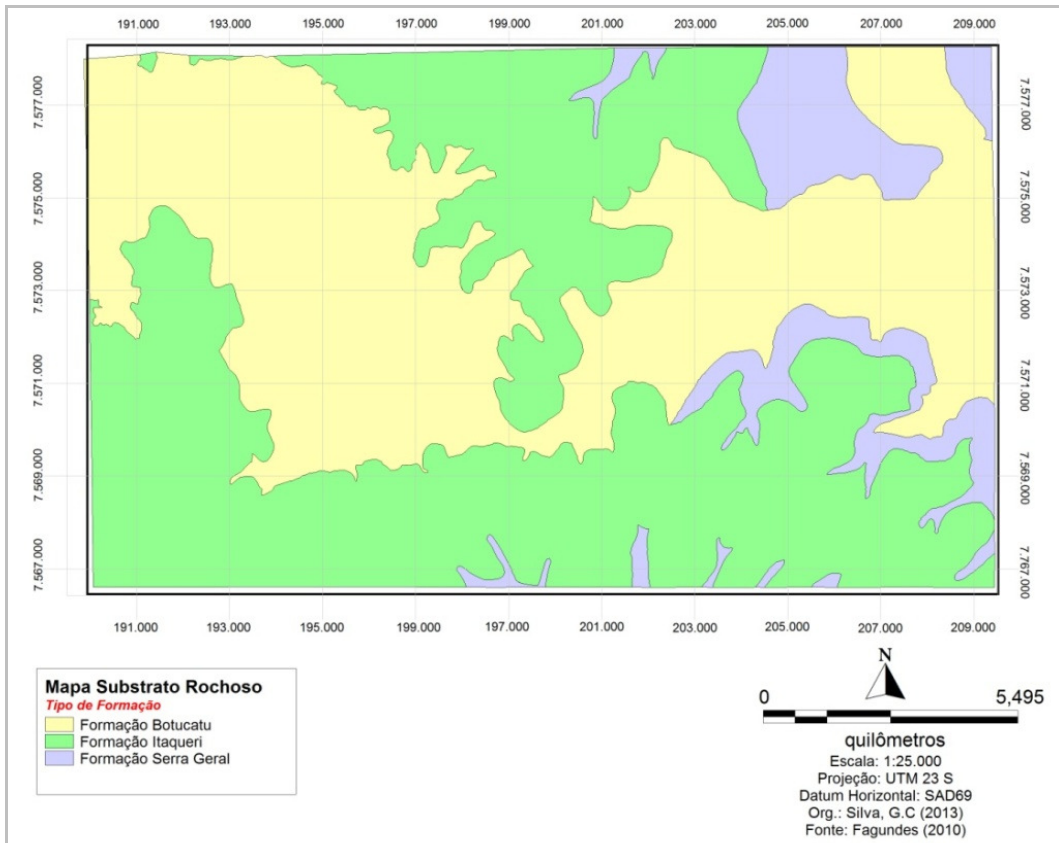 191.000 193.000 195.000 197.000 199.000 201.000 203.000 205.000 207.000 209.000
7.577.000 7.577.000
7.575.000 7.575.000
7.573.000 7.573.000
7.571.000 7.571.000
7.569.000 7.569.000
7.567.000 7.767.000
191.000 193.000 195.000 199.000 197.000 201.000 203.000 205.000 207.000 209.000
Mapa Substrato Rochoso
Tipo de Formação
Formação Botucatu
Formação Itaqueri
Formação Serra Geral
N
0 5,495
quilômetros
Escala: 1:25.000
Projeção: UTM 23 S
Datum Horizontal: SAD69
Org.: Silva, G.C (2013)
Fonte: Fagundes (2010)